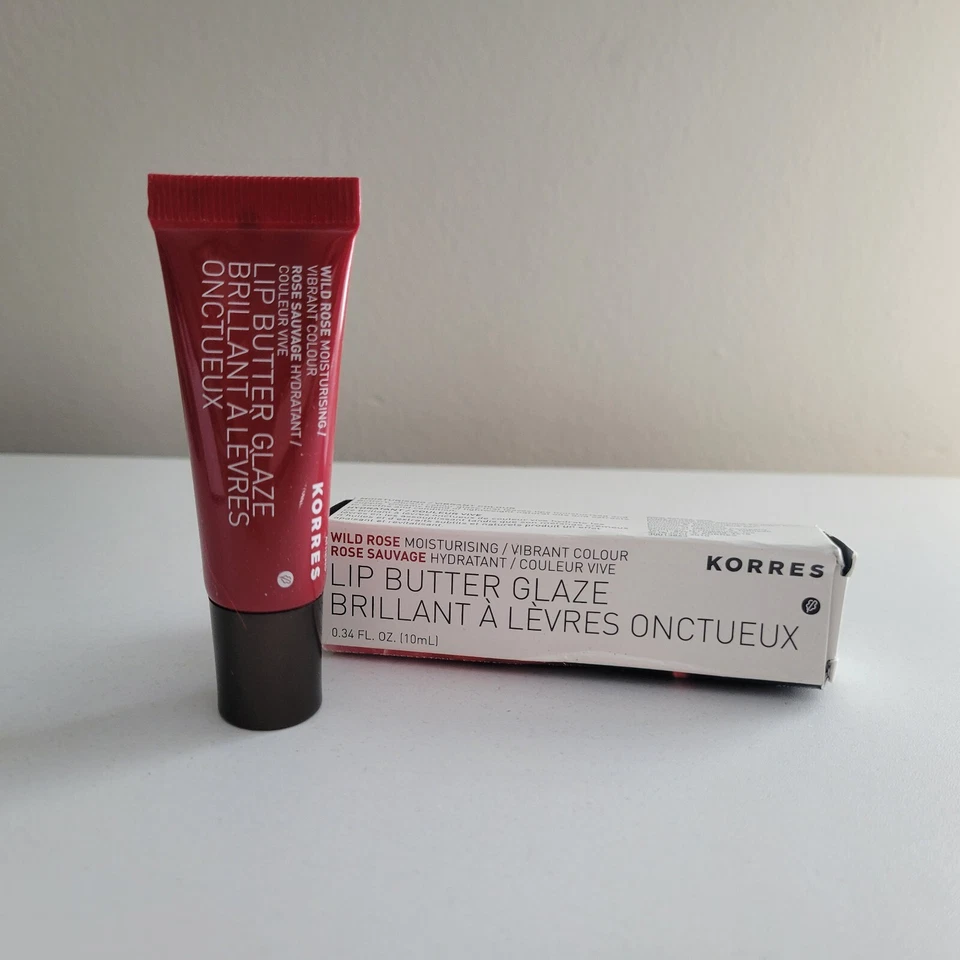 WILD ROSE MOISTURISING /
VIBRANT COLOUR
ROSE SAUVAGE HYDRATANT /
COULEUR VIVE
LIP BUTTER GLAZE
BRILLANT À LÈVRES
ONCTUEUX
KORRES
WILD ROSE MOISTURISING / VIBRANT COLOUR
ROSE SAUVAGE HYDRATANT / COULEUR VIVE
LIP BUTTER GLAZE
BRILLANT À LÈVRES ONCTUEUX
0.34 FL. OZ. (10mL)
KORRES